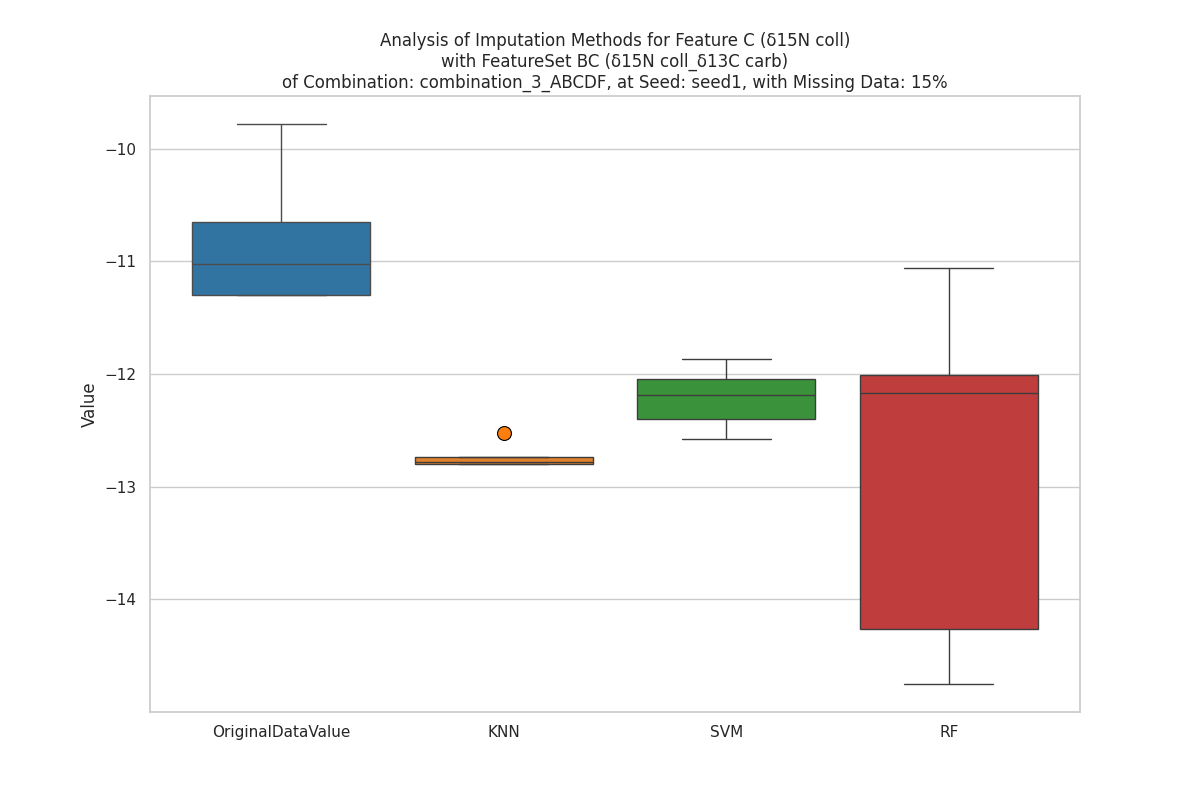 Analysis of Imputation Methods for Feature C (δ15N coll)
with FeatureSet BC (δ15N coll_δ13C carb)
of Combination: combination_3_ABCDF, at Seed: seed1, with Missing Data: 15%
−10
−11
−12
−13
−14
Value
OriginalDataValue
KNN
SVM
RF